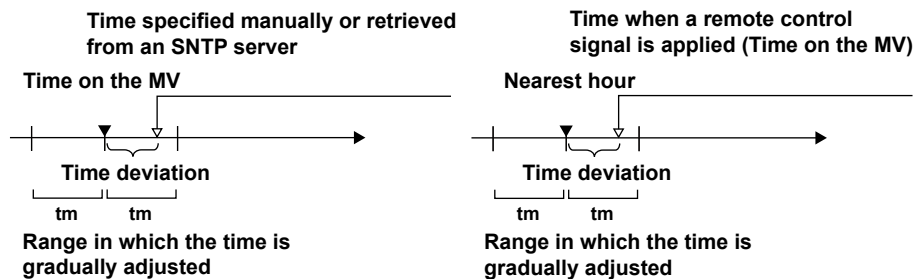 Time specified manually or retrieved
from an SNTP server
Time on the MV
Time deviation
tm tm
Range in which the time is
gradually adjusted
Time when a remote control
signal is applied (Time on the MV)
Nearest hour
Time deviation
tm tm
Range in which the time is
gradually adjusted